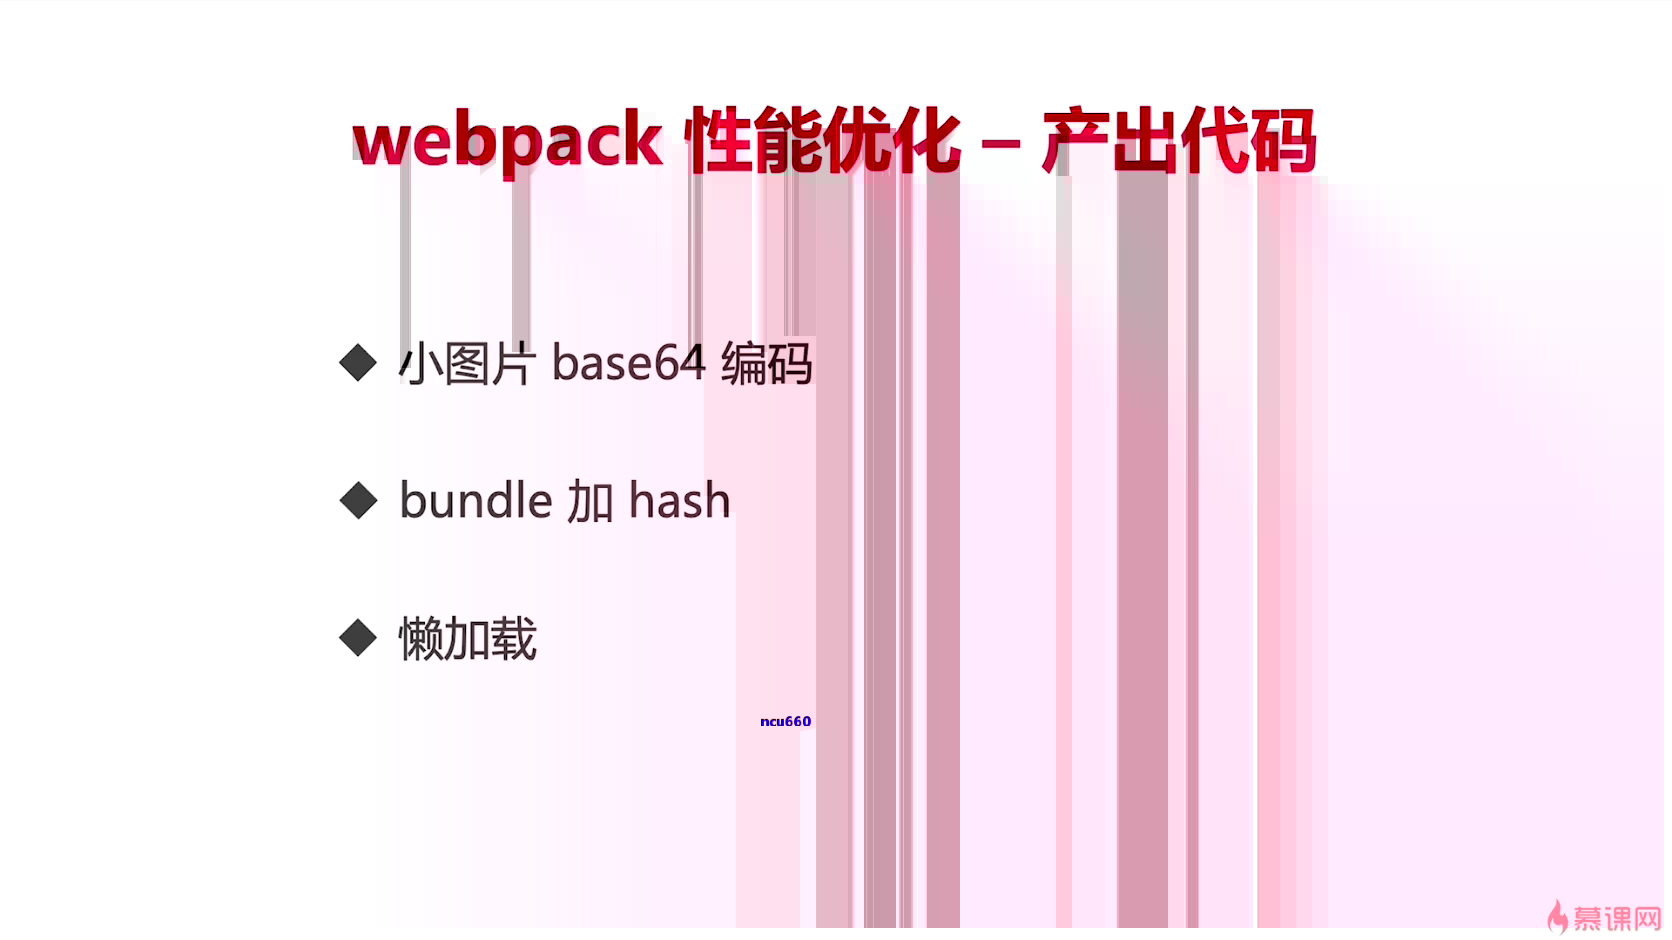 webpack 性能优化 – 产出代码
◆ 小图片 base64 编码
◆ bundle 加 hash
◆ 懒加载
ncu660
慕课网